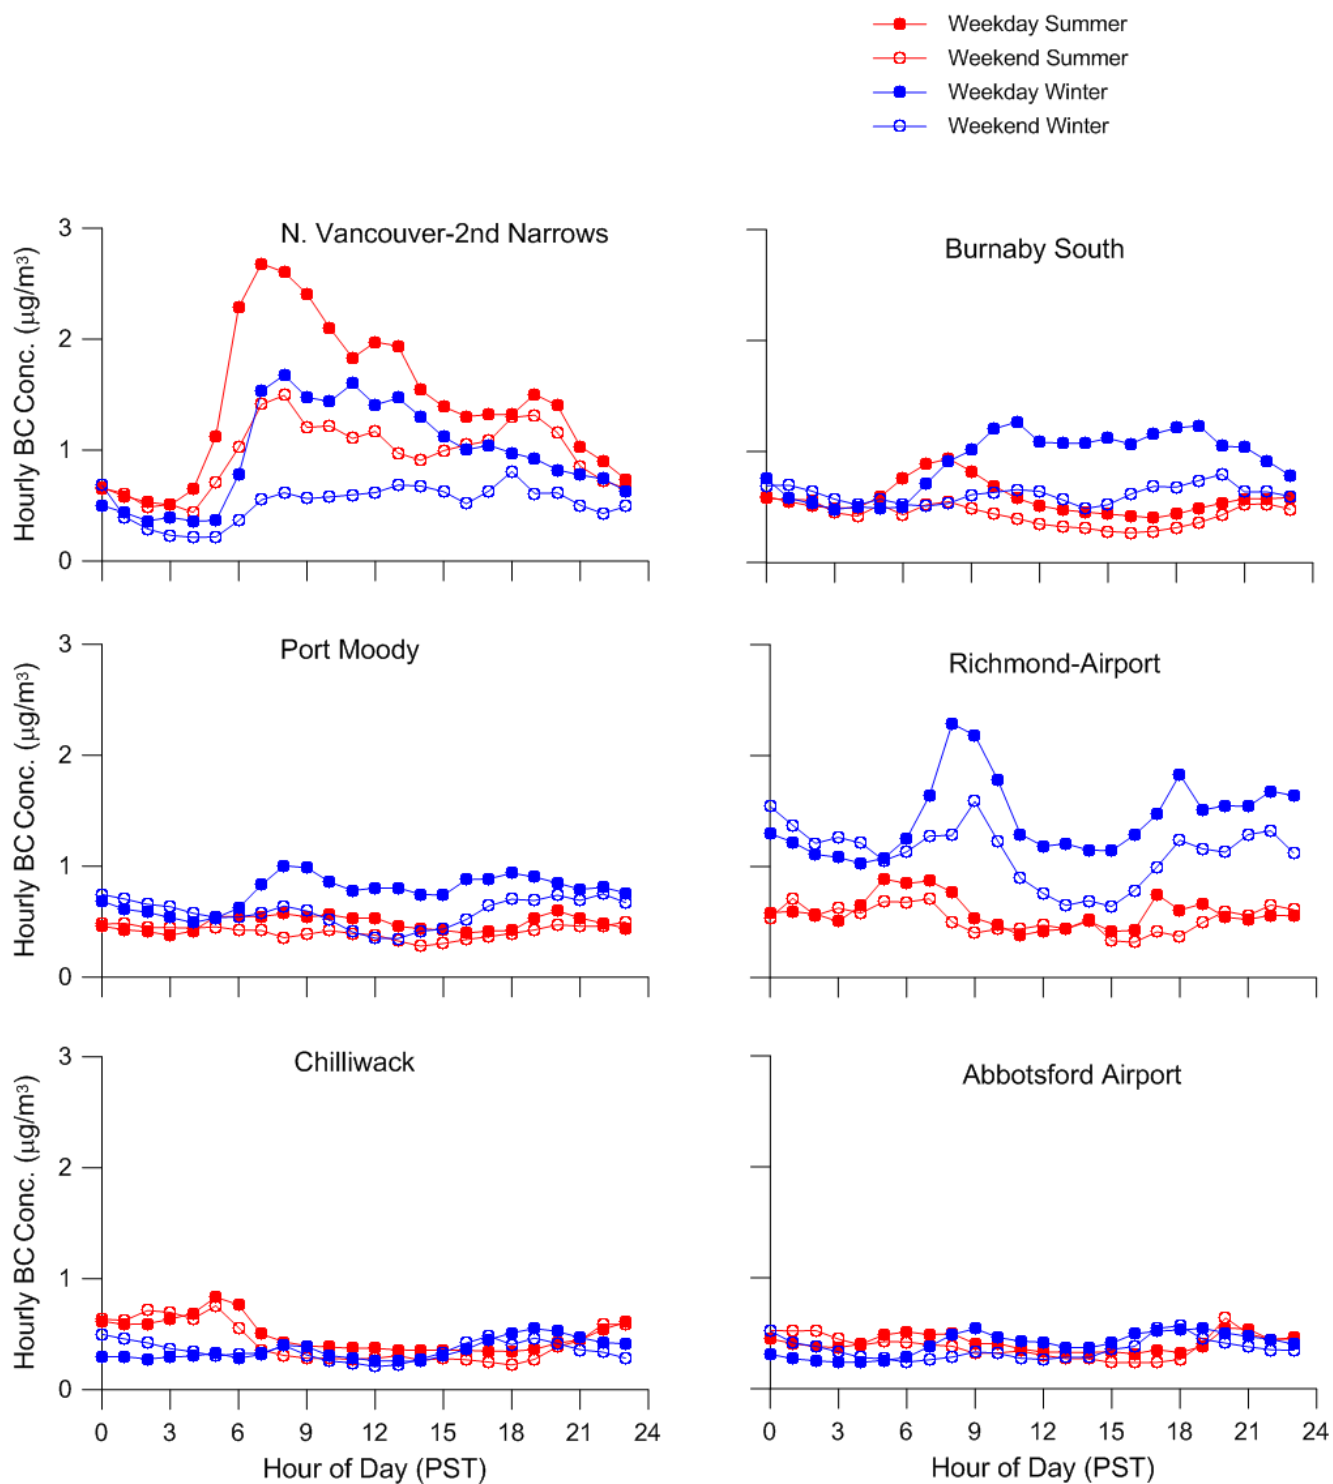 Weekday Summer
Weekend Summer
Weekday Winter
Weekend Winter
N. Vancouver-2nd Narrows
Burnaby South
3
2
1
0
Hourly BC Conc. (μg/m³)
0 3 6 9 12 15 18 21 24
Port Moody
Richmond-Airport
3
2
1
0
Hourly BC Conc. (μg/m³)
Chilliwack
Abbotsford Airport
3
2
1
0
Hourly BC Conc. (μg/m³)
0 3 6 9 12 15 18 21 24
Hour of Day (PST)
Hour of Day (PST)